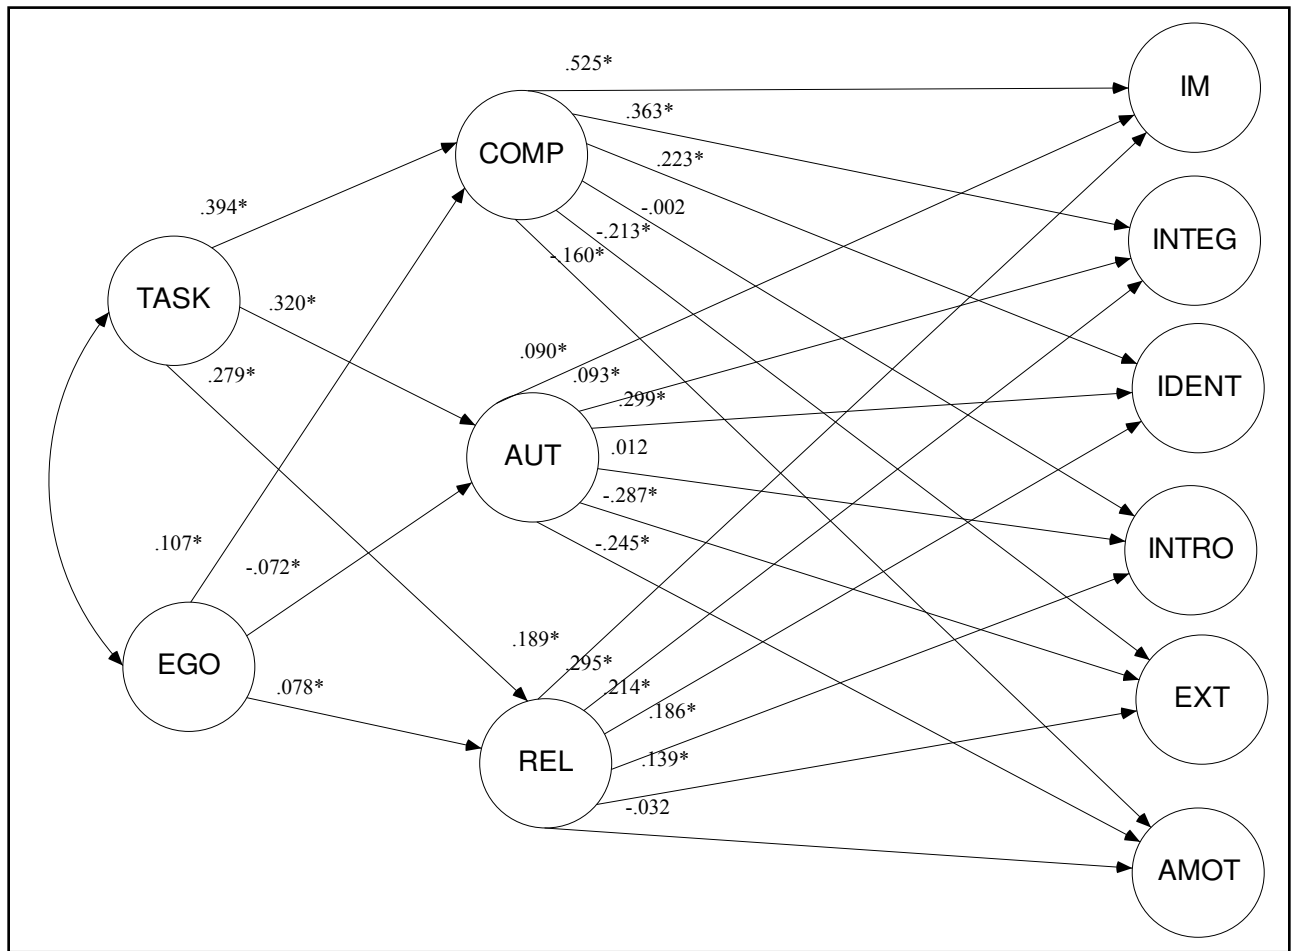 .525*
IM
.363*
COMP
.223*
.394*
-.002
-.213*
INTEG
-.160*
TASK
.320*
.090*
.279*
.093*
IDENT
.299*
.012
AUT
-.287*
.107*
-.245*
INTRO
-.072*
.189*
EGO
.295*
.078*
.214*
.186*
EXT
.139*
REL
-.032
AMOT